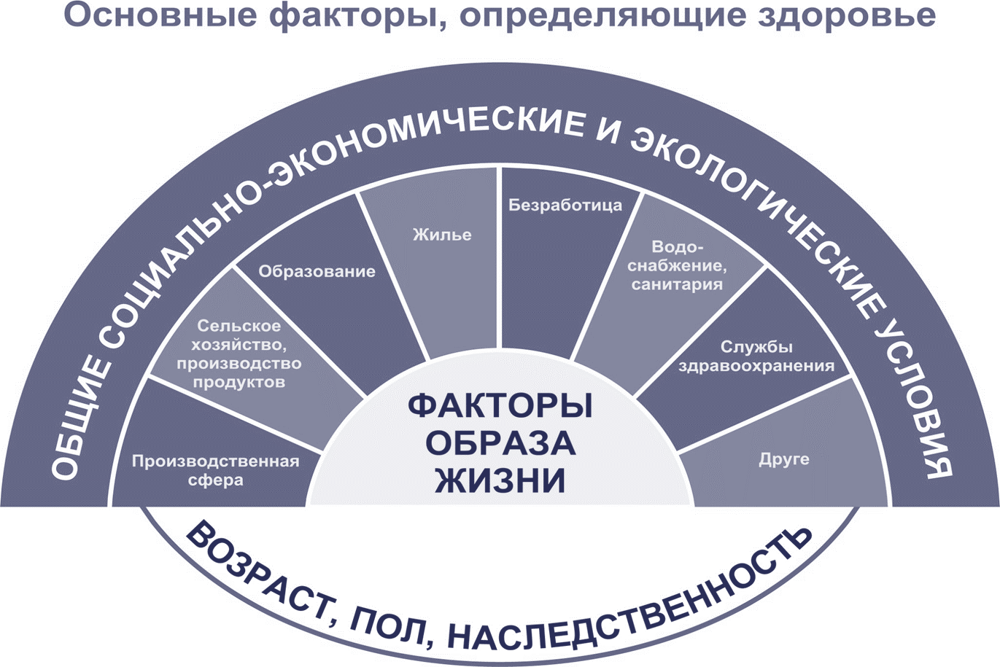 Основные факторы, определяющие здоровье
ОБЩИЕ СОЦИАЛЬНО-ЭКОНОМИЧЕСКИЕ И ЭКОЛОГИЧЕСКИЕ УСЛОВИЯ
Производственная
сфера
Сельское
хозяйство,
производство
продуктов
Образование
Жилье
Безработица
Водо-
снабжение,
санитария
Службы
здравоохранения
Друге
ФАКТОРЫ
ОБРАЗА
ЖИЗНИ
ВОЗРАСТ, ПОЛ, НАСЛЕДСТВЕННОСТЬ